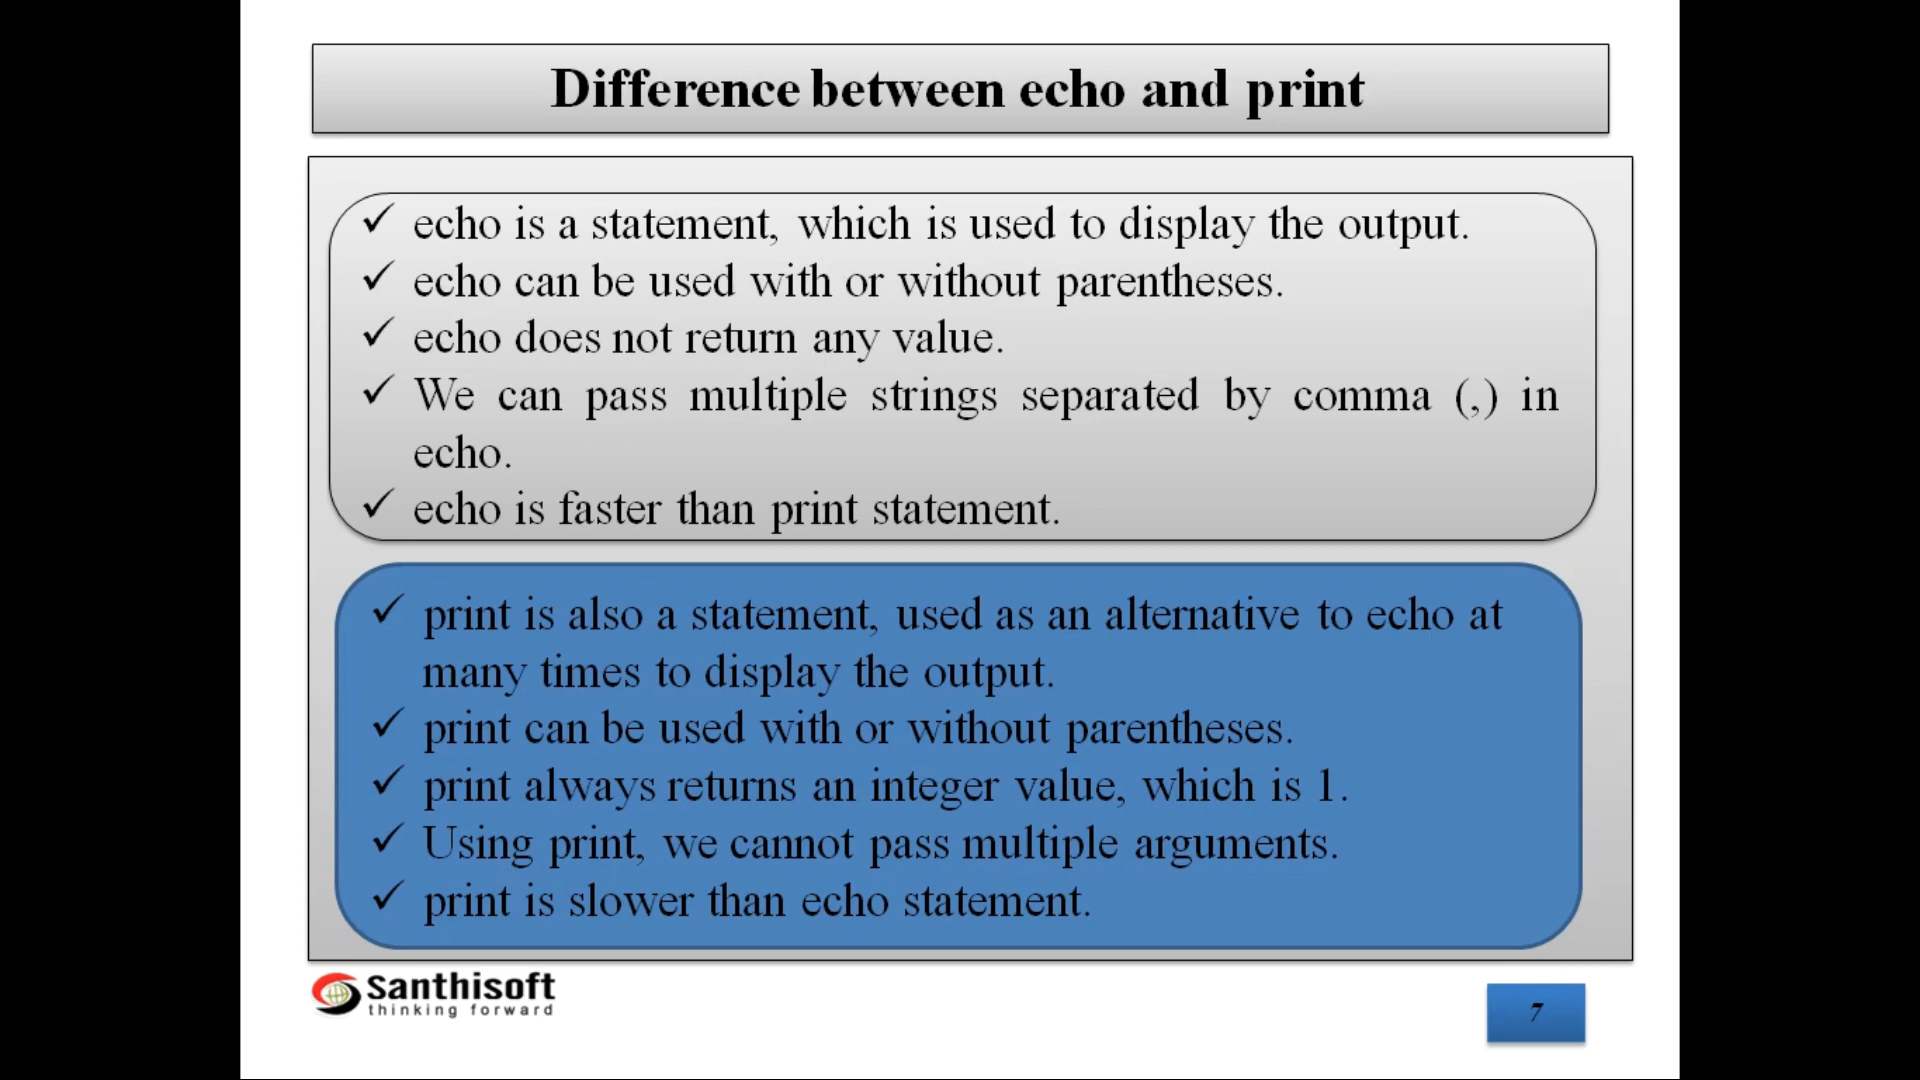 Difference between echo and print
✓ echo is a statement, which is used to display the output.
✓ echo can be used with or without parentheses.
✓ echo does not return any value.
✓ We can pass multiple strings separated by comma (,) in
echo.
✓ echo is faster than print statement.
✓ print is also a statement, used as an alternative to echo at
many times to display the output.
✓ print can be used with or without parentheses.
✓ print always returns an integer value, which is 1.
✓ Using print, we cannot pass multiple arguments.
✓ print is slower than echo statement.
Santhisoft
thinking forward
7